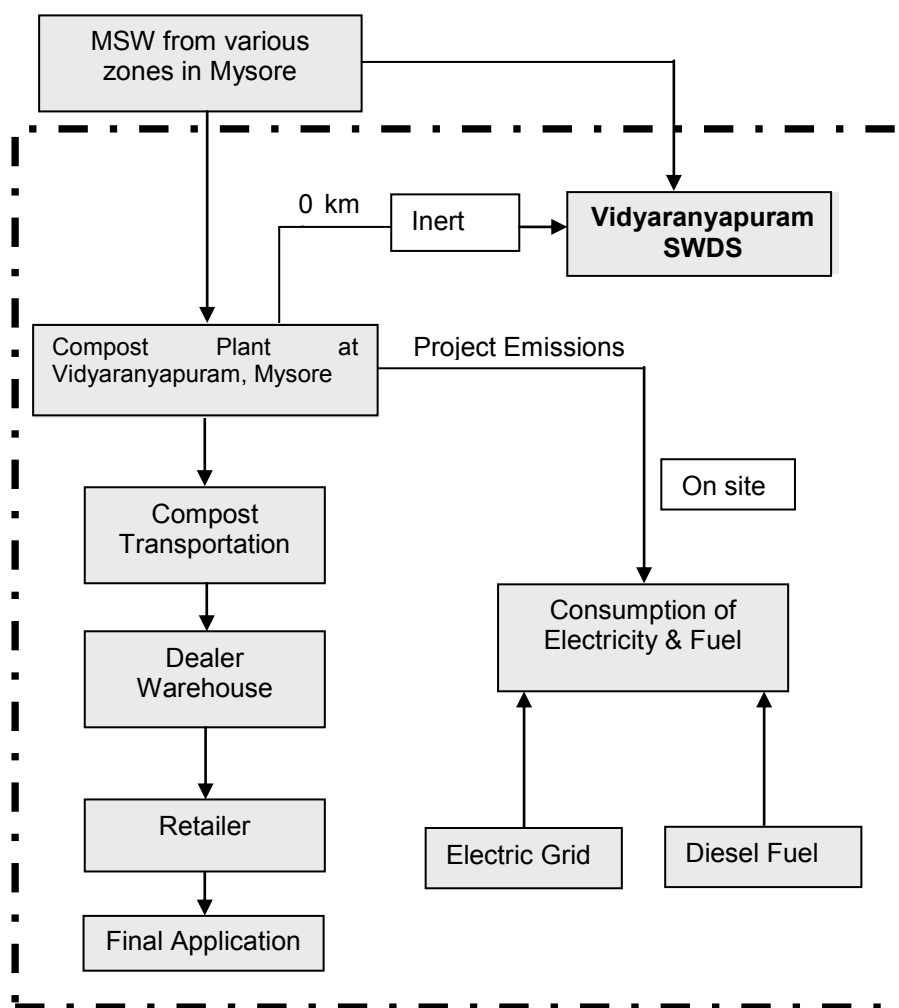 MSW from various
zones in Mysore
0 km
Inert
Vidyaranyapuram
SWDS
Compost Plant at
Vidyaranyapuram, Mysore
Project Emissions
On site
Compost
Transportation
Consumption of
Electricity & Fuel
Dealer
Warehouse
Retailer
Electric Grid
Diesel Fuel
Final Application